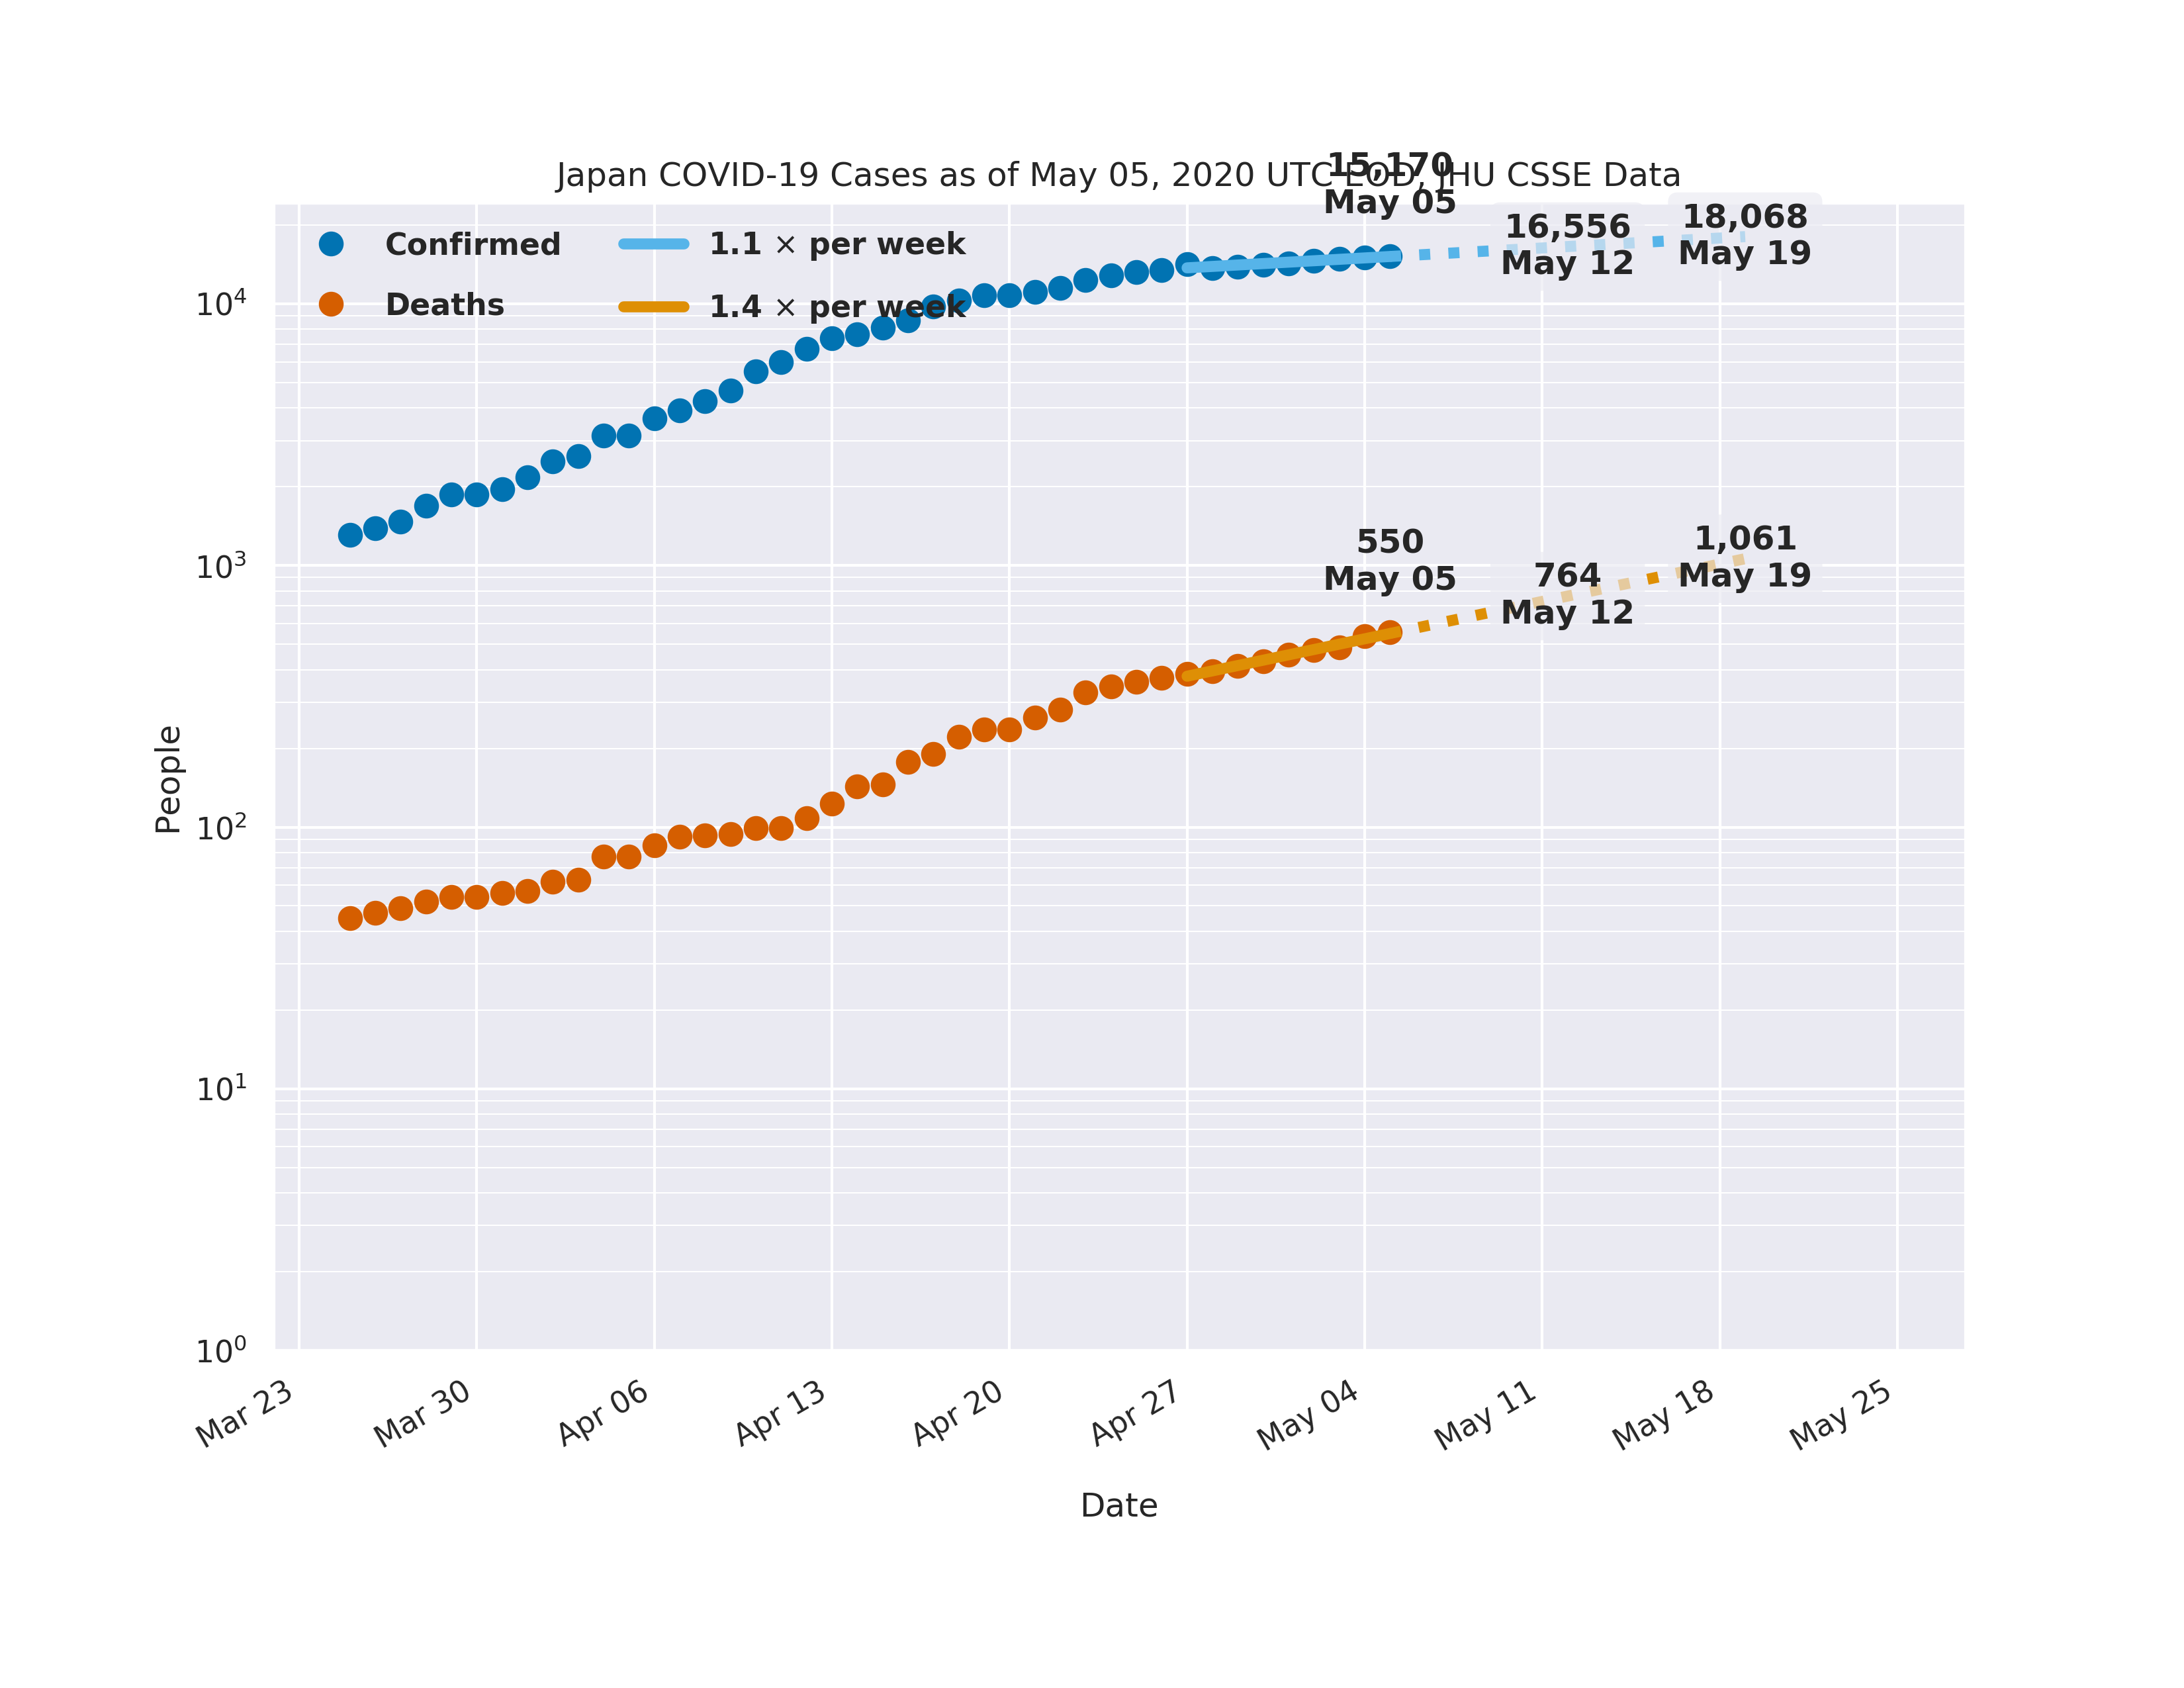 Japan COVID-19 Cases as of May 05, 2020 UTC EOD, JHU CSSE Data
15,170
May 05
16,556
May 12
18,068
May 19
Confirmed
Deaths
1.1 × per week
1.4 × per week
550
May 05
764
May 12
1,061
May 19
People
10⁴
10³
10²
10¹
10⁰
Mar 23
Mar 30
Apr 06
Apr 13
Apr 20
Apr 27
May 04
May 11
May 18
May 25
Date